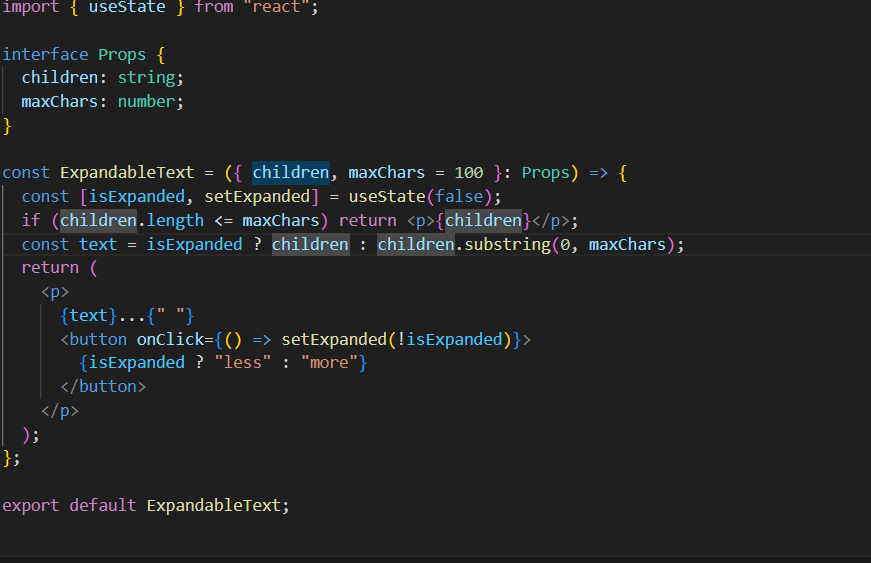 import { useState } from "react";
interface Props {
  children: string;
  maxChars: number;
}
const ExpandableText = ({ children, maxChars = 100 }: Props) => {
  const [isExpanded, setExpanded] = useState(false);
  if (children.length <= maxChars) return <p>{children}</p>;
  const text = isExpanded ? children : children.substring(0, maxChars);
  return (
    <p>
      {text}...{" "}
      <button onClick={() => setExpanded(!isExpanded)}>
        {isExpanded ? "less" : "more"}
      </button>
    </p>
  );
};
export default ExpandableText;